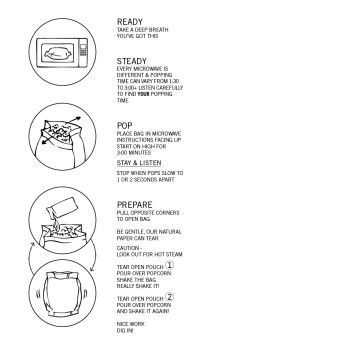 READY
TAKE A DEEP BREATH
YOU'VE GOT THIS
STEADY
EVERY MICROWAVE IS
DIFFERENT & POPPING
TIME CAN VARY FROM 1:30
TO 3:00+ LISTEN CAREFULLY
TO FIND YOUR POPPING
TIME
POP
PLACE BAG IN MICROWAVE
INSTRUCTIONS FACING UP
START ON HIGH FOR
3:00 MINUTES
STAY & LISTEN
STOP WHEN POPS SLOW TO
1 OR 2 SECONDS APART
PREPARE
PULL OPPOSITE CORNERS
TO OPEN BAG
BE GENTLE, OUR NATURAL
PAPER CAN TEAR
CAUTION -
LOOK OUT FOR HOT STEAM
TEAR OPEN POUCH 1
POUR OVER POPCORN
SHAKE THE BAG
REALLY SHAKE IT!
TEAR OPEN POUCH 2
POUR OVER POPCORN
AND SHAKE IT AGAIN!
NICE WORK
DIG IN!